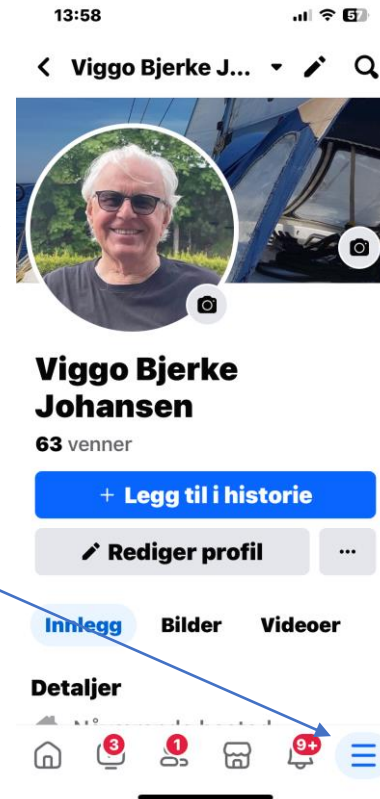 13:58
57
Viggo Bjerke J...
Viggo Bjerke
Johansen
63 venner
+ Legg til i historie
Rediger profil
...
Innlegg Bilder Videoer
Detaljer
3 1 9+